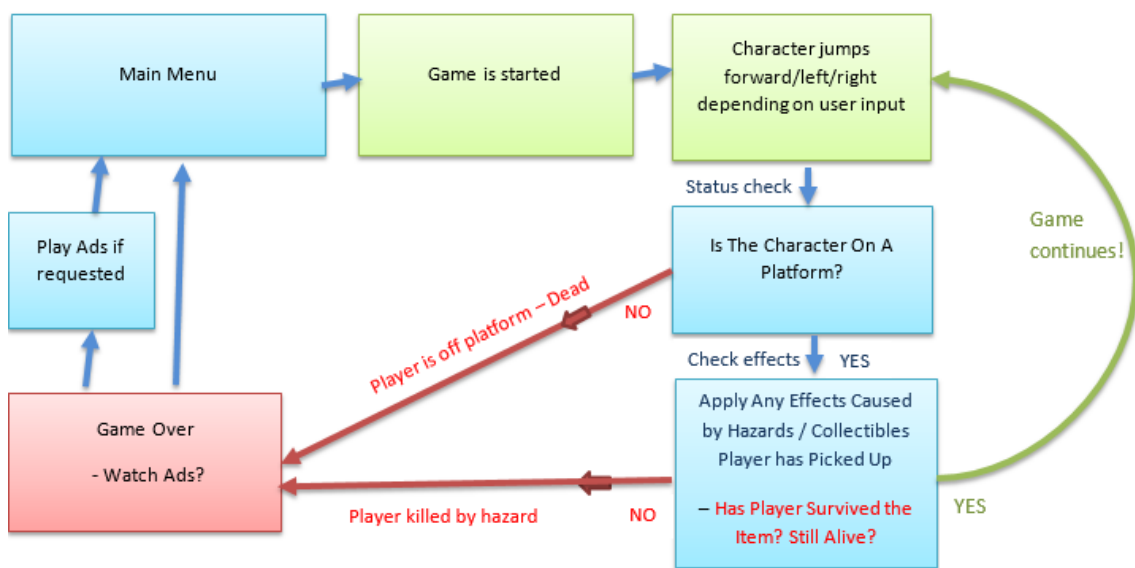 Main Menu
Game is started
Character jumps
forward/left/right
depending on user input
Status check
Play Ads if
requested
Is The Character On A
Platform?
Game
continues!
Player is off platform – Dead
NO
Check effects
YES
Game Over
- Watch Ads?
Apply Any Effects Caused
by Hazards / Collectibles
Player has Picked Up
– Has Player Survived the
Item? Still Alive?
Player killed by hazard
NO
YES